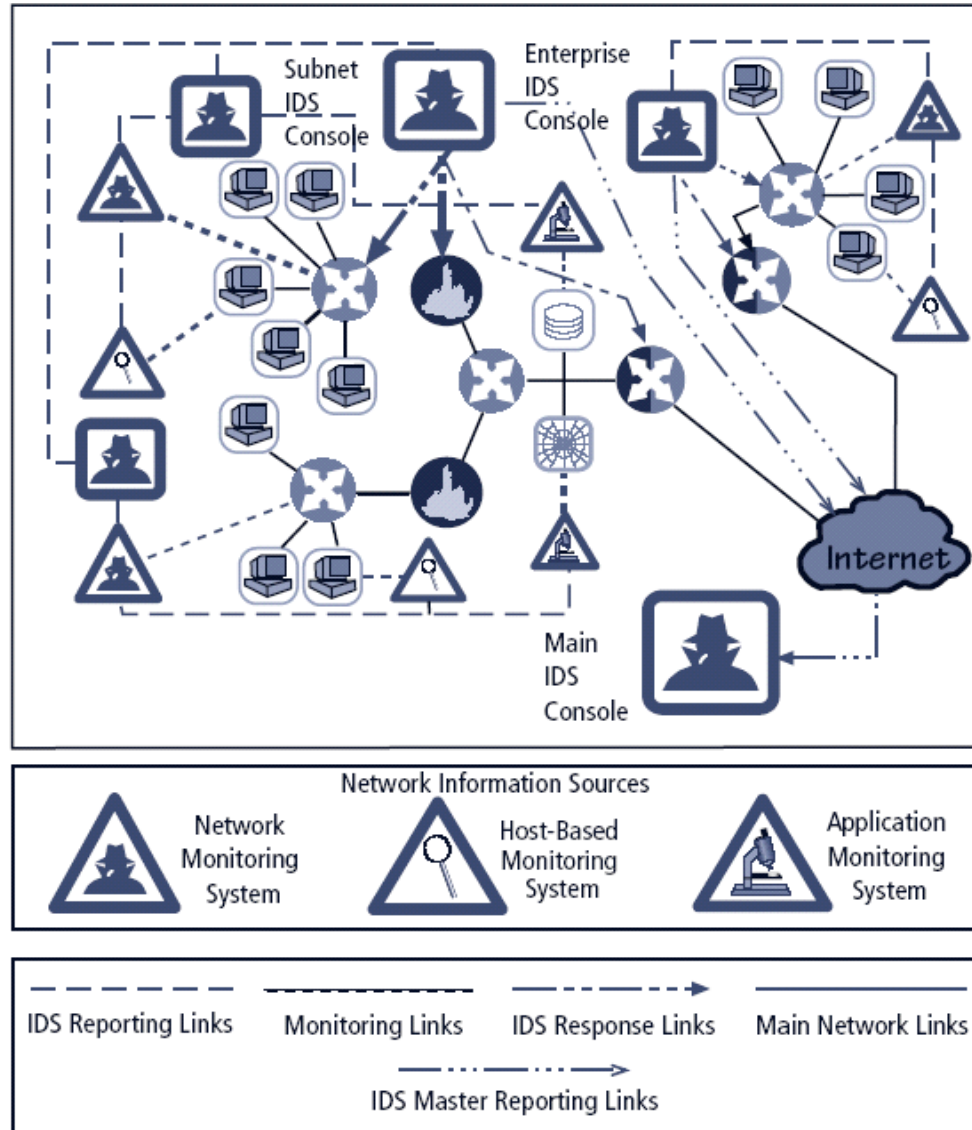 Subnet
IDS
Console
Enterprise
IDS
Console
Internet
Main
IDS
Console
Network Information Sources
Network
Monitoring
System
Host-Based
Monitoring
System
Application
Monitoring
System
IDS Reporting Links
Monitoring Links
IDS Response Links
Main Network Links
IDS Master Reporting Links